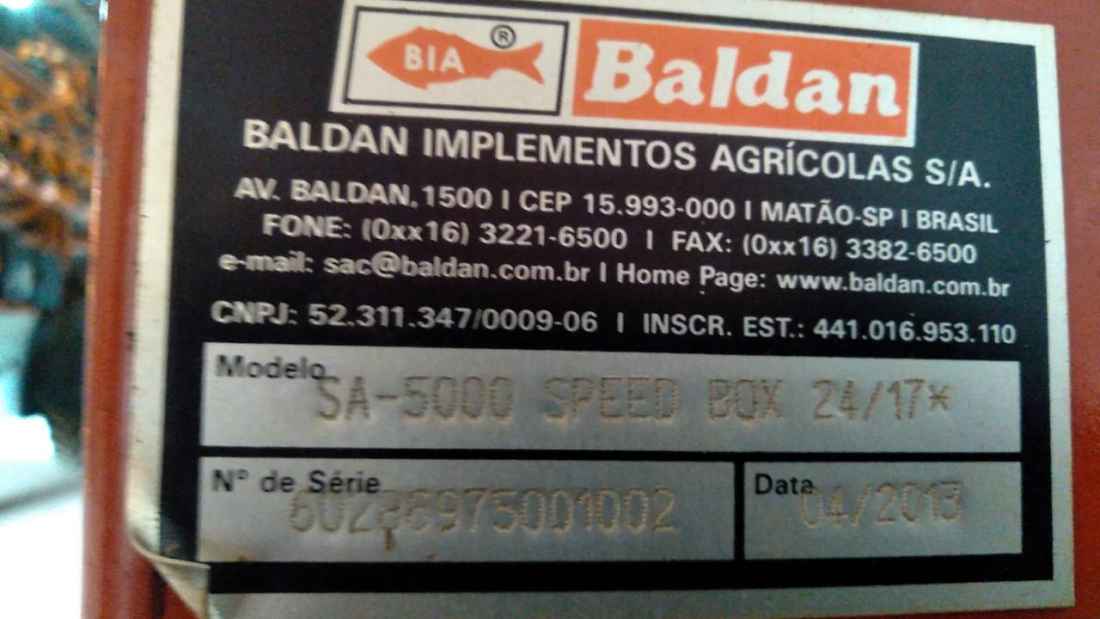 BIA ® Baldan
BALDAN IMPLEMENTOS AGRÍCOLAS S/A.
AV. BALDAN, 1500 I CEP 15.993-000 I MATÃO-SP I BRASIL
FONE: (0xx16) 3221-6500 I FAX: (0xx16) 3382-6500
e-mail: sac@baldan.com.br I Home Page: www.baldan.com.br
CNPJ: 52.311.347/0009-06 I INSCR. EST.: 441.016.953.110
Modelo
SA-5000 SPEED BOX 24/17*
Nº de Série Data
04/2013